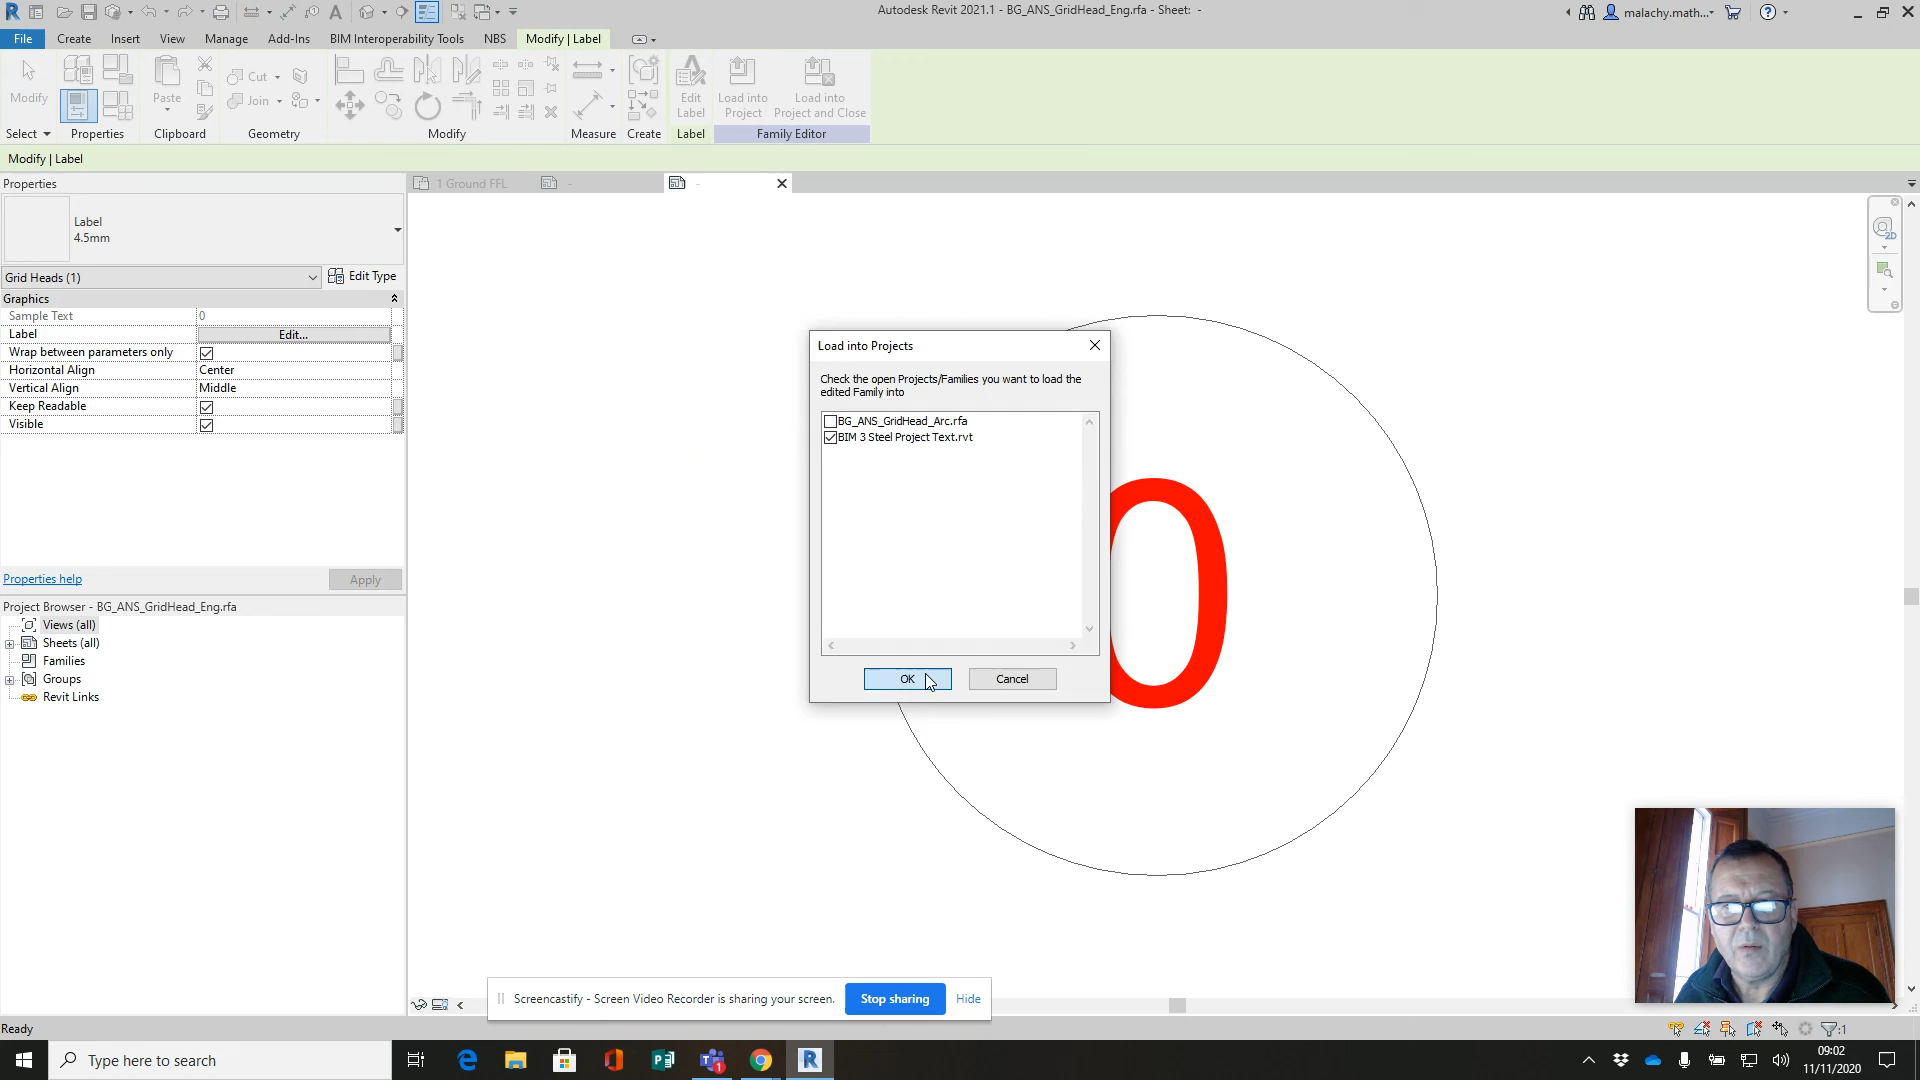 Autodesk Revit 2021.1 - BG_ANS_GridHead_Eng.rfa - Sheet: -
malachy.math...
File Create Insert View Manage Add-Ins BIM Interoperability Tools NBS Modify | Label
Modify
Paste
Cut
Join
Edit Label
Load into Project
Load into Project and Close
Select Properties Clipboard Geometry Modify Measure Create Label Family Editor
Modify | Label
Properties
1 Ground FFL
-
-
Label
4.5mm
Grid Heads (1)
Edit Type
Graphics
Sample Text 0
Label Edit...
Wrap between parameters only
Horizontal Align Center
Vertical Align Middle
Keep Readable
Visible
Properties help
Apply
Project Browser - BG_ANS_GridHead_Eng.rfa
Views (all)
Sheets (all)
Families
Groups
Revit Links
Load into Projects
Check the open Projects/Families you want to load the
edited Family into
BG_ANS_GridHead_Arc.rfa
BIM 3 Steel Project Text.rvt
OK Cancel
0
2D
Screencastify - Screen Video Recorder is sharing your screen. Stop sharing Hide
Ready
:1
Type here to search
1
09:02
11/11/2020